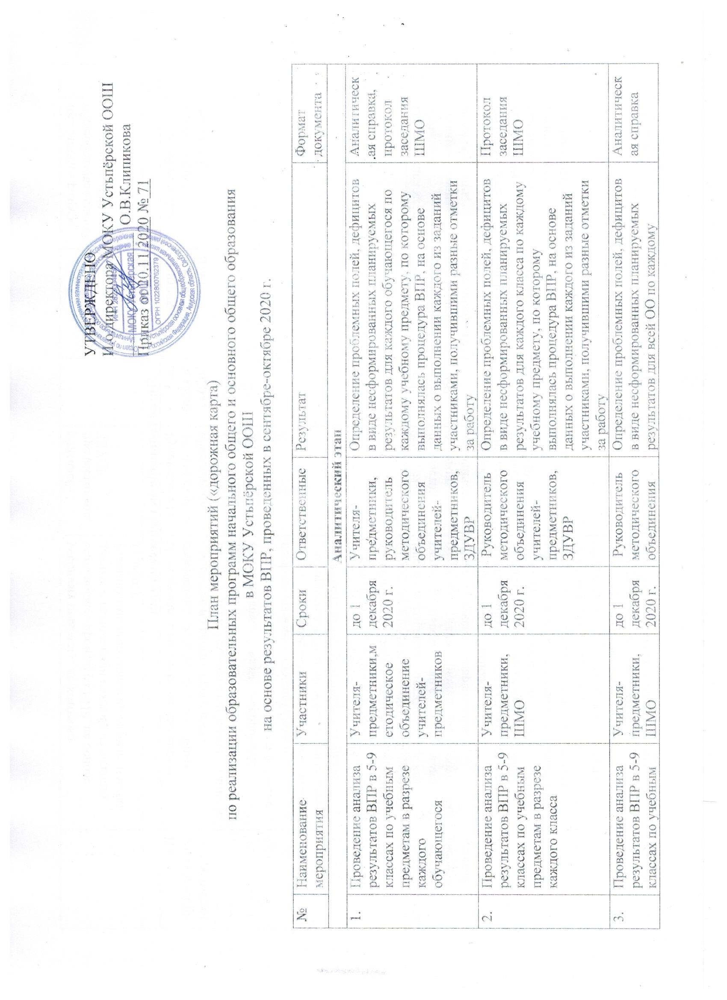 УТВЕРЖДЕНО
И.о директора МОКУ Устьпёрской ООШ
О.В.Клипикова
Приказ от 20.11.2020 № 71
МОКУ Устьпёрская
ООШ
ОГРН 1022800762379
План мероприятий («дорожная карта)
по реализации образовательных программ начального общего и основного общего образования
в МОКУ Устьпёрской ООШ
на основе результатов ВПР, проведенных в сентябре-октябре 2020 г.
№
Наименование
мероприятия
Участники
Сроки
Ответственные
Результат
Формат
документа
Аналитический этап
1.
Проведение анализа
результатов ВПР в 5-9
классах по учебным
предметам в разрезе
каждого
обучающегося
Учителя-
предметники,м
етодическое
объединение
учителей-
предметников
до 1
декабря
2020 г.
Учителя-
предметники,
руководитель
методического
объединения
учителей-
предметников,
ЗДУВР
Определение проблемных полей, дефицитов
в виде несформированных планируемых
результатов для каждого обучающегося по
каждому учебному предмету, по которому
выполнялась процедура ВПР, на основе
данных о выполнении каждого из заданий
участниками, получившими разные отметки
за работу
Аналитическ
ая справка,
протокол
заседания
ШМО
2.
Проведение анализа
результатов ВПР в 5-9
классах по учебным
предметам в разрезе
каждого класса
Учителя-
предметники,
ШМО
до 1
декабря
2020 г.
Руководитель
методического
объединения
учителей-
предметников,
ЗДУВР
Определение проблемных полей, дефицитов
в виде несформированных планируемых
результатов для каждого класса по каждому
учебному предмету, по которому
выполнялась процедура ВПР, на основе
данных о выполнении каждого из заданий
участниками, получившими разные отметки
за работу
Протокол
заседания
ШМО
3.
Проведение анализа
результатов ВПР в 5-9
классах по учебным
Учителя-
предметники,
ШМО
до 1
декабря
2020 г.
Руководитель
методического
объединения
Определение проблемных полей, дефицитов
в виде несформированных планируемых
результатов для всей ОО по каждому
Аналитическ
ая справка